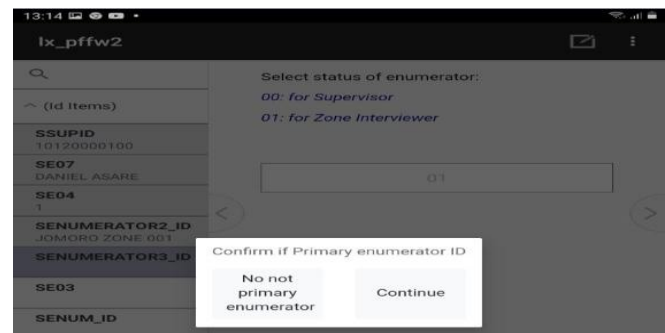 13:14
lx_pffw2
Select status of enumerator:
00: for Supervisor
01: for Zone Interviewer
(Id Items)
SSUPID
10120000100
SE07
DANIEL ASARE
SE04
1
SENUMERATOR2_ID
JOMORO ZONE 001
SENUMERATOR3_ID
SE03
SENUM_ID
01
Confirm if Primary enumerator ID
No not
primary
enumerator
Continue